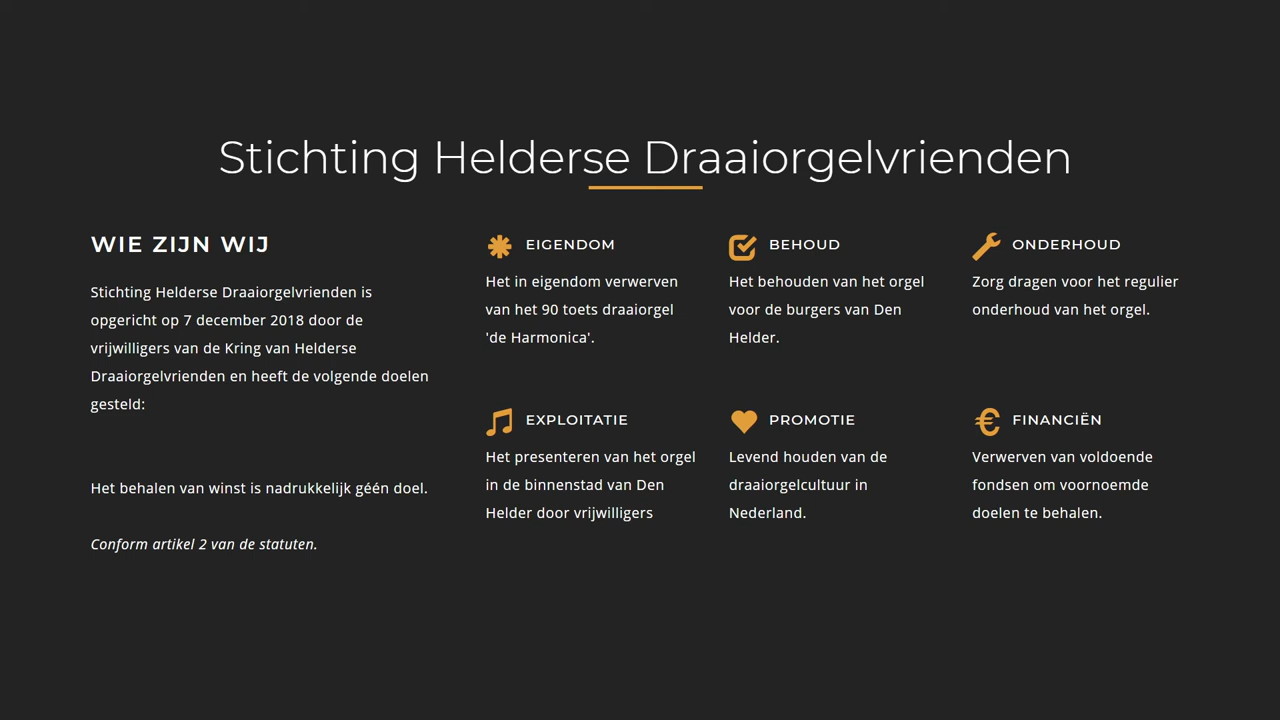 Stichting Helderse Draaiorgelvrienden
WIE ZIJN WIJ
Stichting Helderse Draaiorgelvrienden is
opgericht op 7 december 2018 door de
vrijwilligers van de Kring van Helderse
Draaiorgelvrienden en heeft de volgende doelen
gesteld:
Het behalen van winst is nadrukkelijk géén doel.
Conform artikel 2 van de statuten.
EIGENDOM
Het in eigendom verwerven
van het 90 toets draaiorgel
'de Harmonica'.
BEHOUD
Het behouden van het orgel
voor de burgers van Den
Helder.
ONDERHOUD
Zorg dragen voor het regulier
onderhoud van het orgel.
EXPLOITATIE
Het presenteren van het orgel
in de binnenstad van Den
Helder door vrijwilligers
PROMOTIE
Levend houden van de
draaiorgelcultuur in
Nederland.
FINANCIËN
Verwerven van voldoende
fondsen om voornoemde
doelen te behalen.